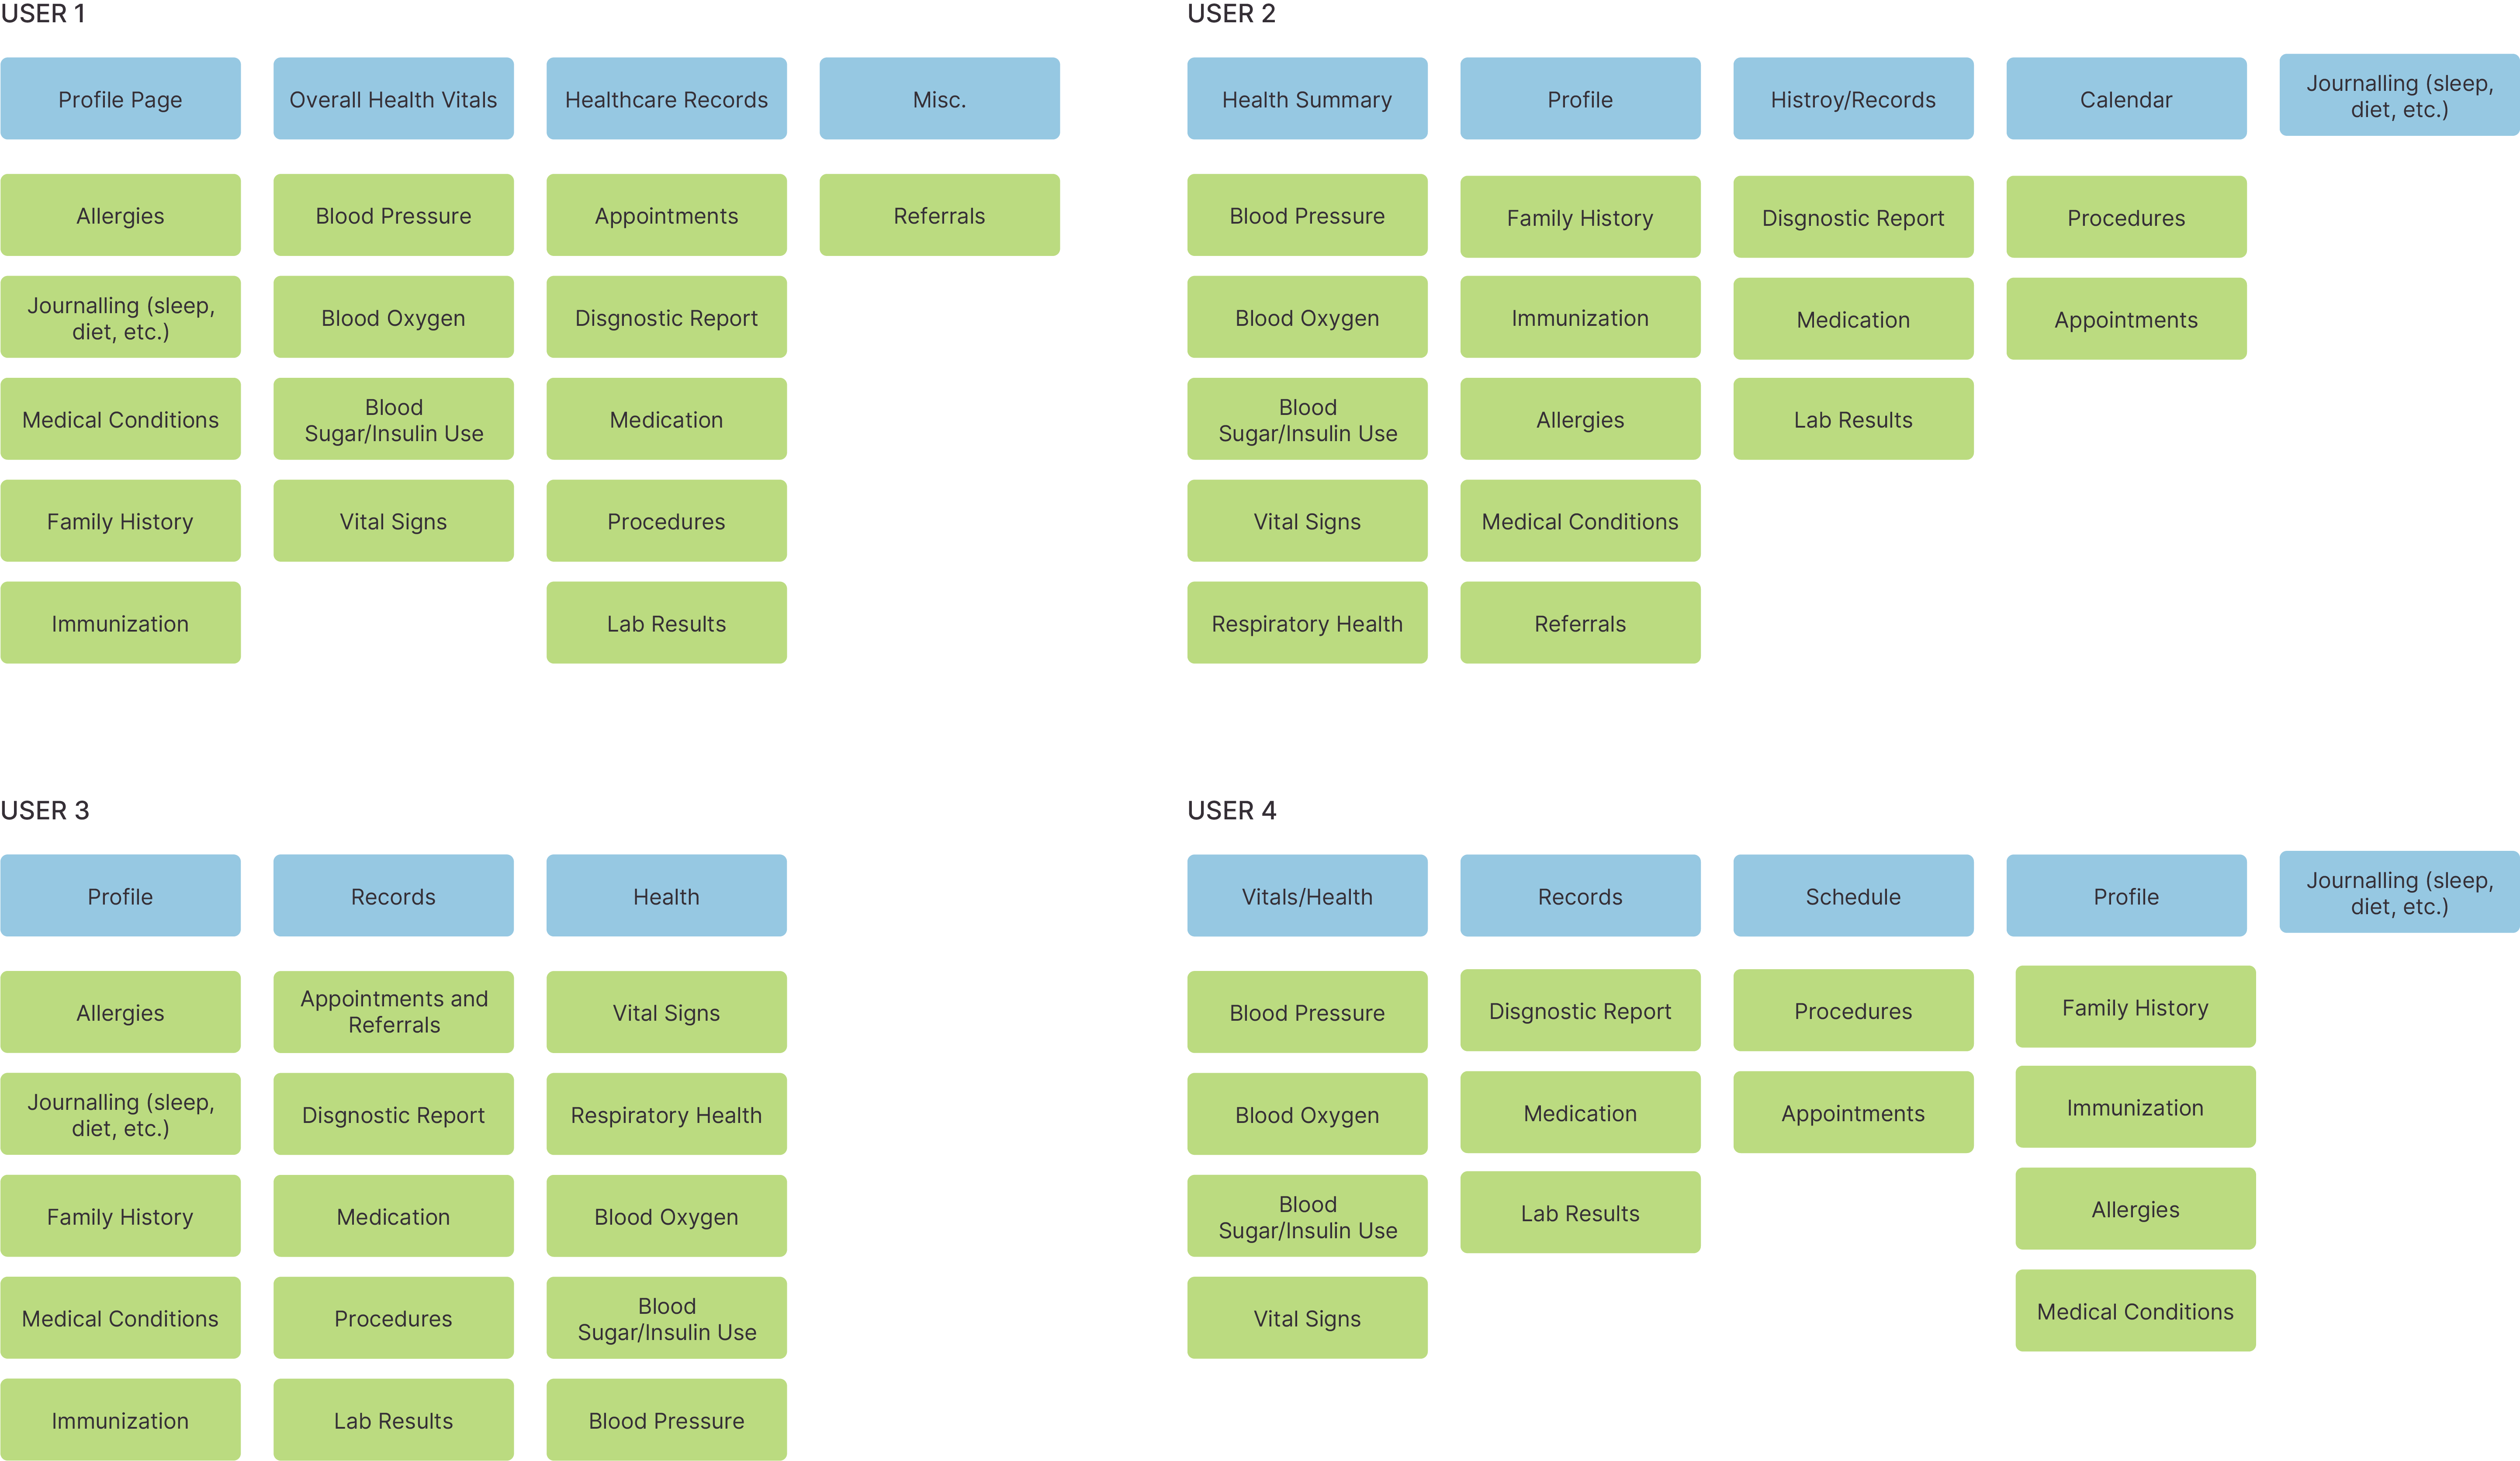 USER 1
Profile Page
Overall Health Vitals
Healthcare Records
Misc.
Allergies
Blood Pressure
Appointments
Referrals
Journalling (sleep,
diet, etc.)
Blood Oxygen
Disgnostic Report
Medical Conditions
Blood
Sugar/Insulin Use
Medication
Family History
Vital Signs
Procedures
Immunization
Lab Results
USER 2
Health Summary
Profile
Histroy/Records
Calendar
Journalling (sleep,
diet, etc.)
Blood Pressure
Family History
Disgnostic Report
Procedures
Blood Oxygen
Immunization
Medication
Appointments
Blood
Sugar/Insulin Use
Allergies
Lab Results
Vital Signs
Medical Conditions
Respiratory Health
Referrals
USER 3
Profile
Records
Health
Allergies
Appointments and
Referrals
Vital Signs
Journalling (sleep,
diet, etc.)
Disgnostic Report
Respiratory Health
Family History
Medication
Blood Oxygen
Medical Conditions
Procedures
Blood
Sugar/Insulin Use
Immunization
Lab Results
Blood Pressure
USER 4
Vitals/Health
Records
Schedule
Profile
Journalling (sleep,
diet, etc.)
Blood Pressure
Disgnostic Report
Procedures
Family History
Blood Oxygen
Medication
Appointments
Immunization
Blood
Sugar/Insulin Use
Lab Results
Allergies
Vital Signs
Medical Conditions